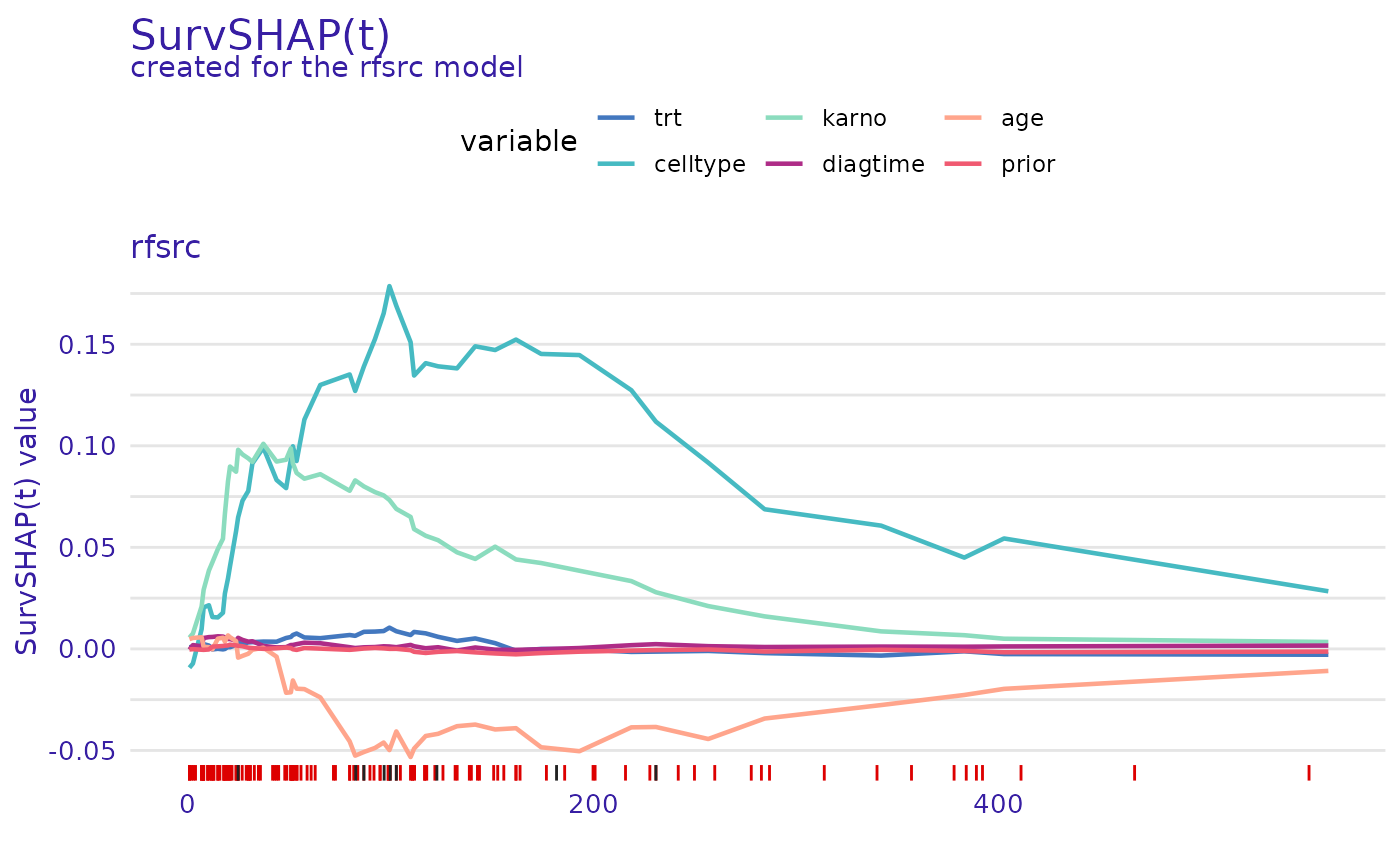 SurvSHAP(t)
created for the rfsrc model
variable
trt
karno
age
celltype
diagtime
prior
rfsrc
SurvSHAP(t) value
0.15
0.10
0.05
0.00
-0.05
0
200
400